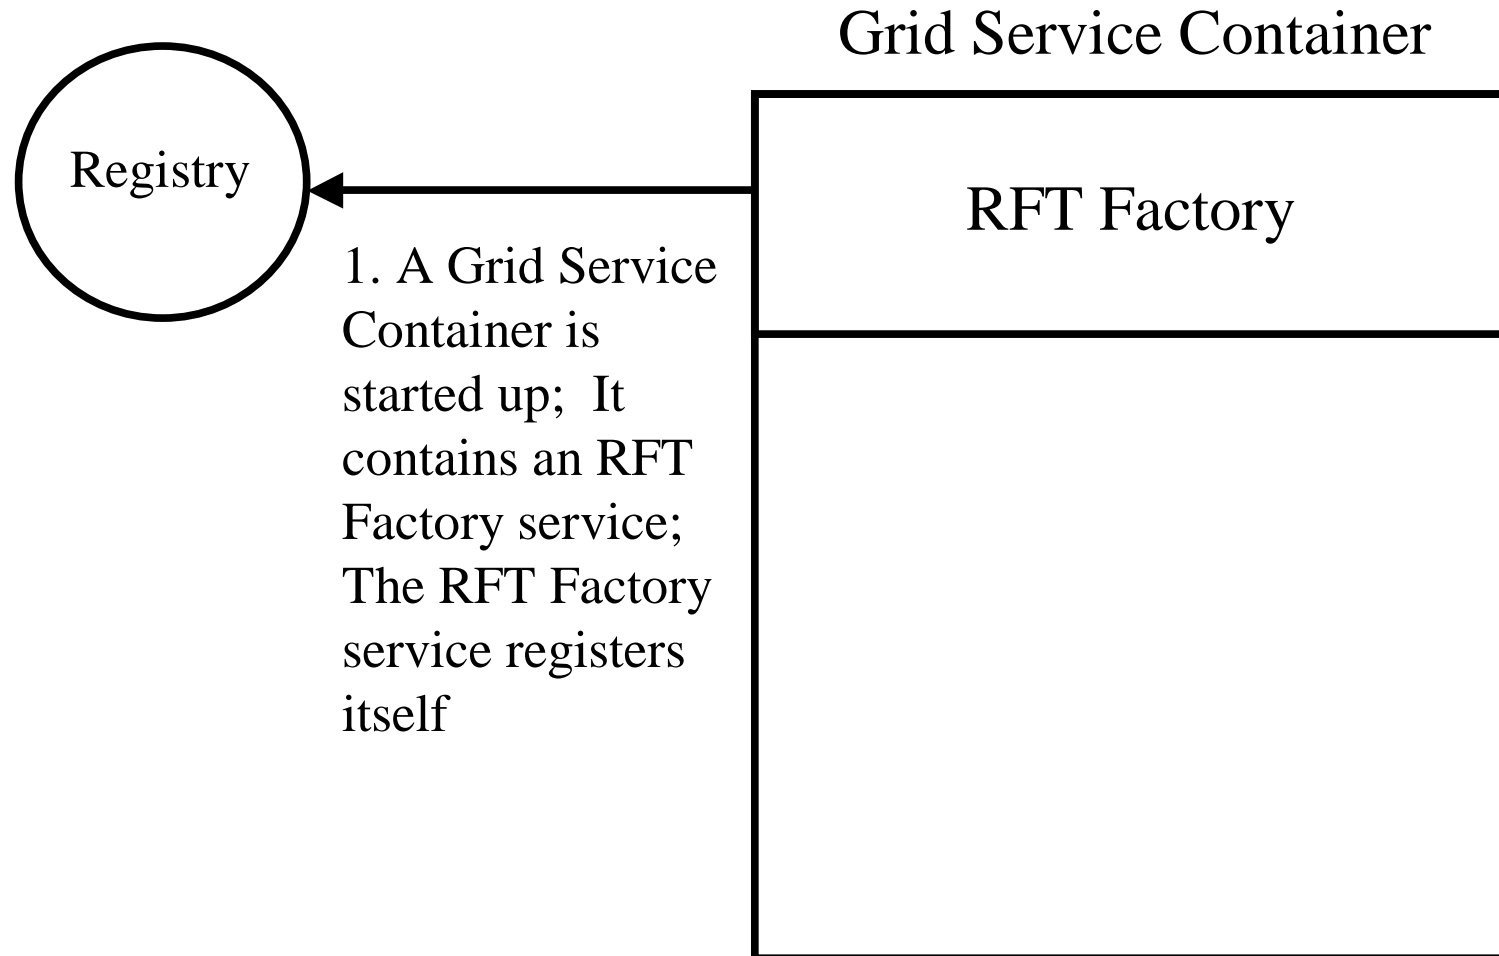 Grid Service Container
Registry
RFT Factory
1. A Grid Service
Container is
started up;  It
contains an RFT
Factory service;
The RFT Factory
service registers
itself